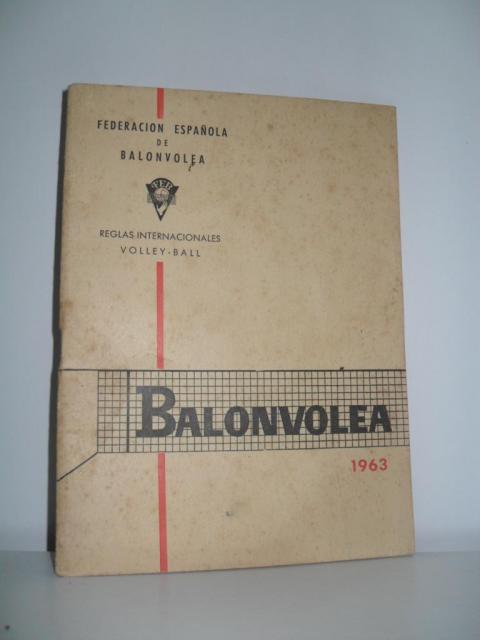 FEDERACION ESPAÑOLA
DE
BALONVOLEA
REGLAS INTERNACIONALES
VOLLEY-BALL
BALONVOLEA
1963